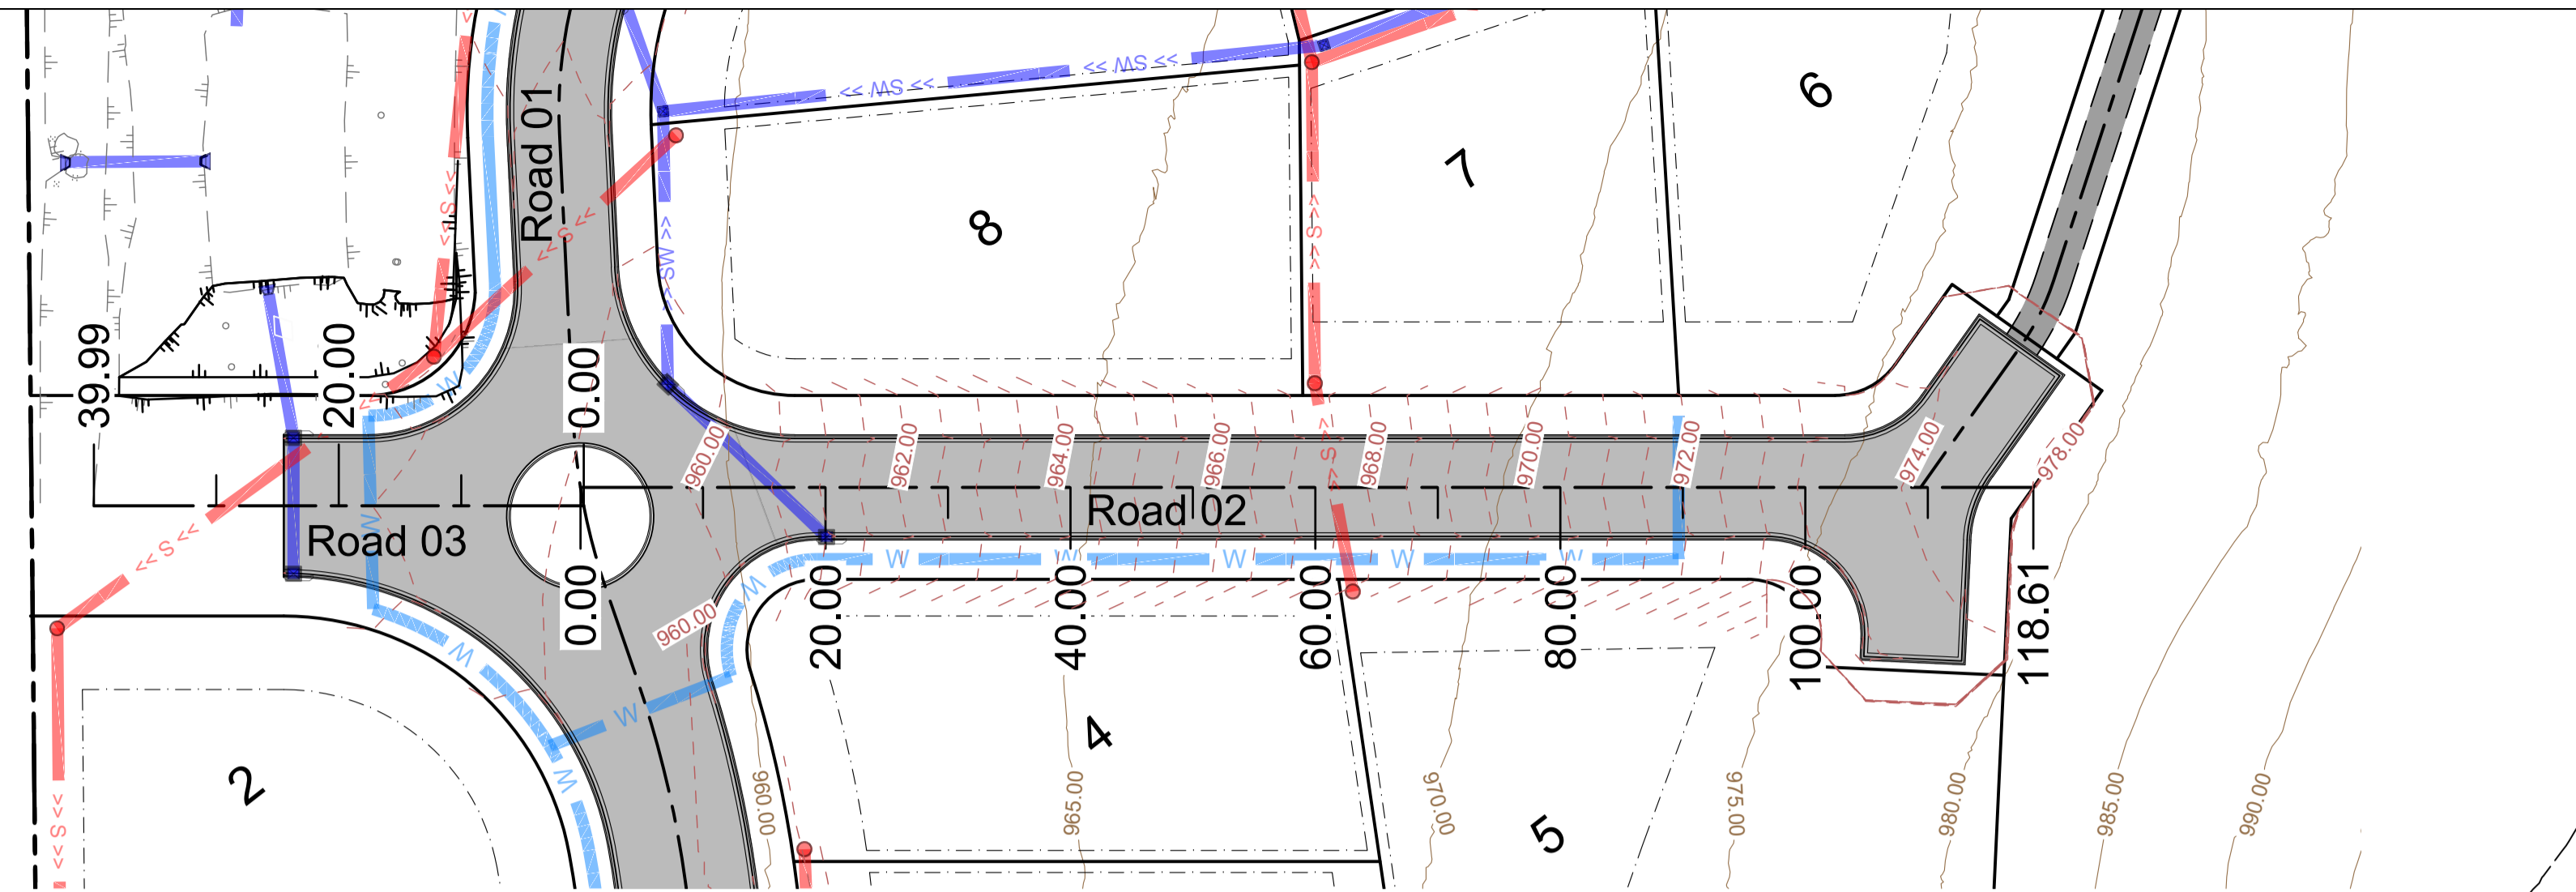 << SW <<
<< SW <<
6
Road 01
<< S <<
8
7
<< S <<
<< SW >>
<< S >>
39.99
20.00
0.00
W
960.00
962.00
964.00
966.00
<< S >>
968.00
970.00
972.00
974.00
978.00
Road 02
W
Road 03
<< S <<
W
W
W
W
W
W
0.00
20.00
40.00
60.00
80.00
100.00
118.61
960.00
W
W
4
2
W
960.00
965.00
970.00
975.00
980.00
985.00
990.00
<< S >>
5